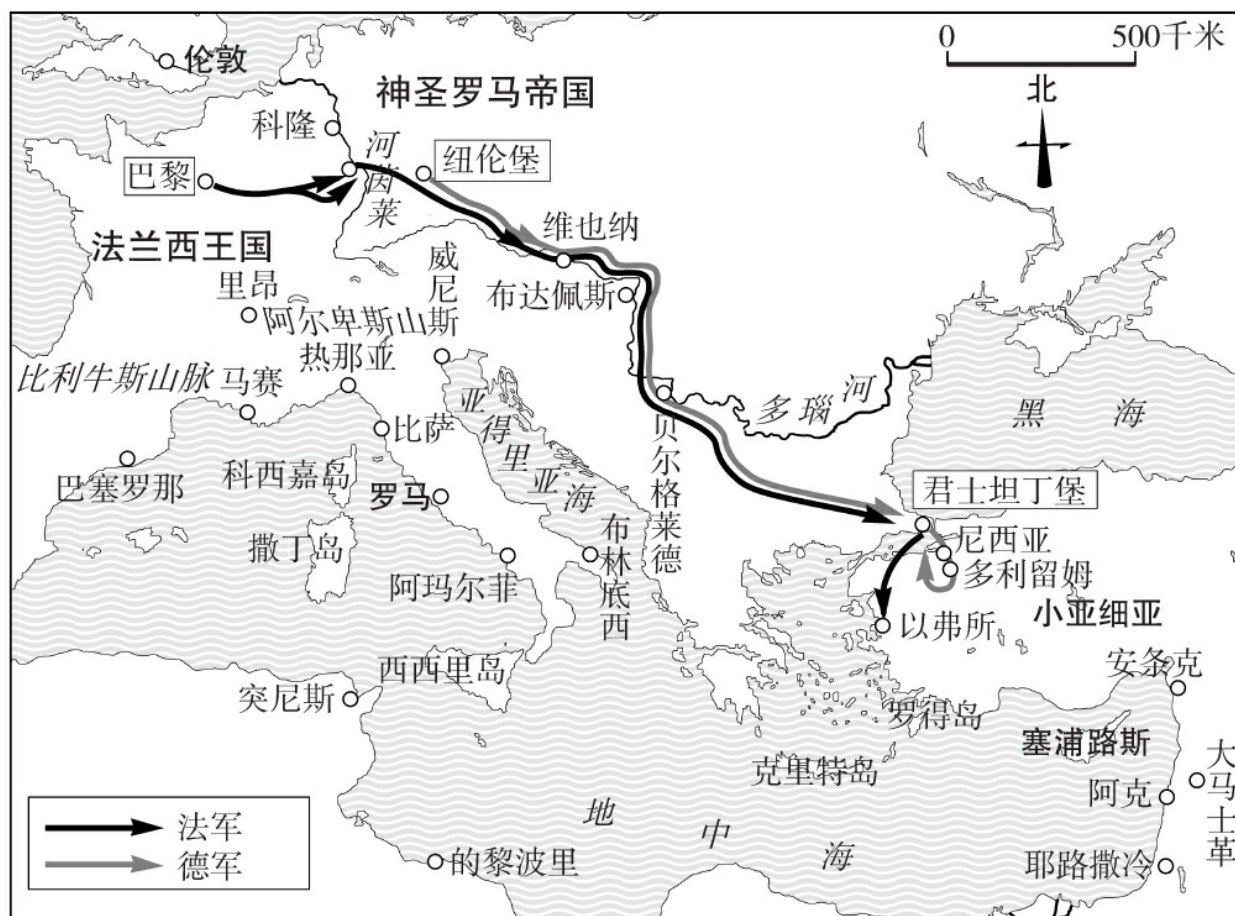 0 500千米
北
伦敦
神圣罗马帝国
科隆
河茵莱
纽伦堡
巴黎
法兰西王国
维也纳
威尼
布达佩斯
里昂
阿尔卑斯山斯
热那亚
比利牛斯山脉
马赛
多瑙河
黑海
比萨
亚得里亚海
贝尔格莱德
巴塞罗那
科西嘉岛
罗马
君士坦丁堡
撒丁岛
布林底西
尼西亚
阿玛尔菲
多利留姆
以弗所
小亚细亚
西西里岛
安条克
突尼斯
罗得岛
塞浦路斯
克里特岛
大马士革
阿克
地中海
法军
德军
的黎波里
耶路撒冷